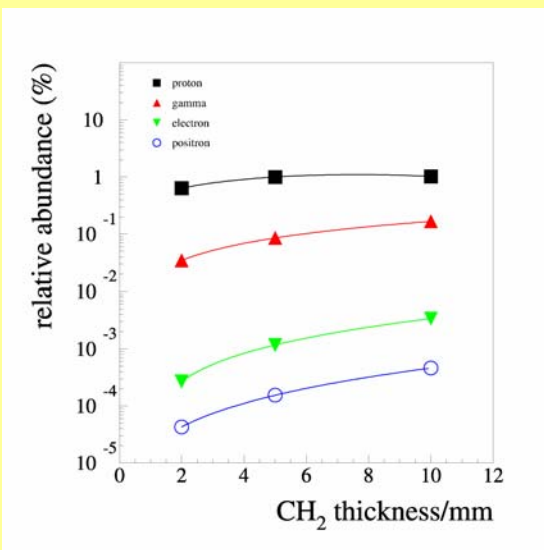 relative abundance (%)
proton
gamma
electron
positron
10
1
10 -1
10 -2
10 -3
10 -4
10 -5
0 2 4 6 8 10 12
CH2 thickness/mm